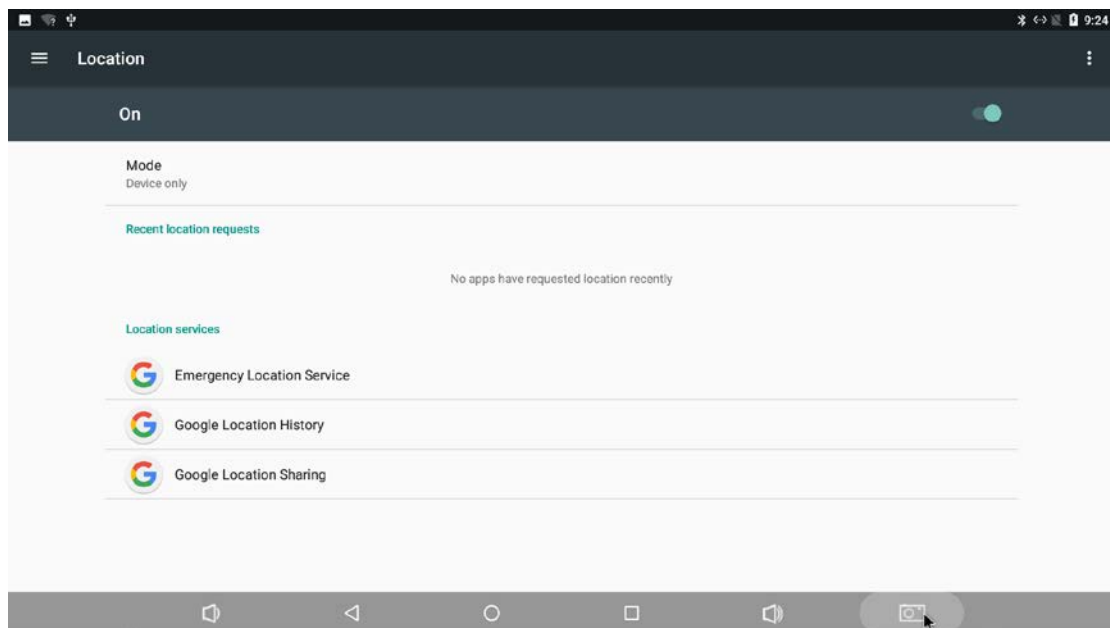 9:24
Location
On
Mode
Device only
Recent location requests
No apps have requested location recently
Location services
Emergency Location Service
Google Location History
Google Location Sharing